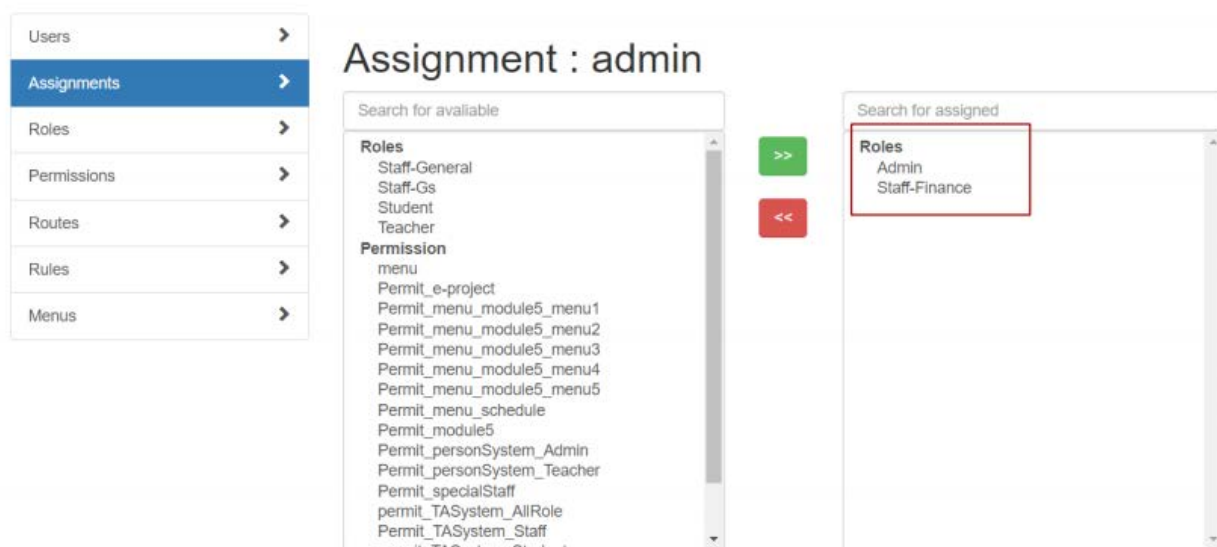 Users
Assignments
Roles
Permissions
Routes
Rules
Menus
Assignment : admin
Search for avaliable
Roles
Staff-General
Staff-Gs
Student
Teacher
Permission
menu
Permit_e-project
Permit_menu_module5_menu1
Permit_menu_module5_menu2
Permit_menu_module5_menu3
Permit_menu_module5_menu4
Permit_menu_module5_menu5
Permit_menu_schedule
Permit_module5
Permit_personSystem_Admin
Permit_personSystem_Teacher
Permit_specialStaff
permit_TASystem_AllRole
Permit_TASystem_Staff
>>
<<
Search for assigned
Roles
Admin
Staff-Finance